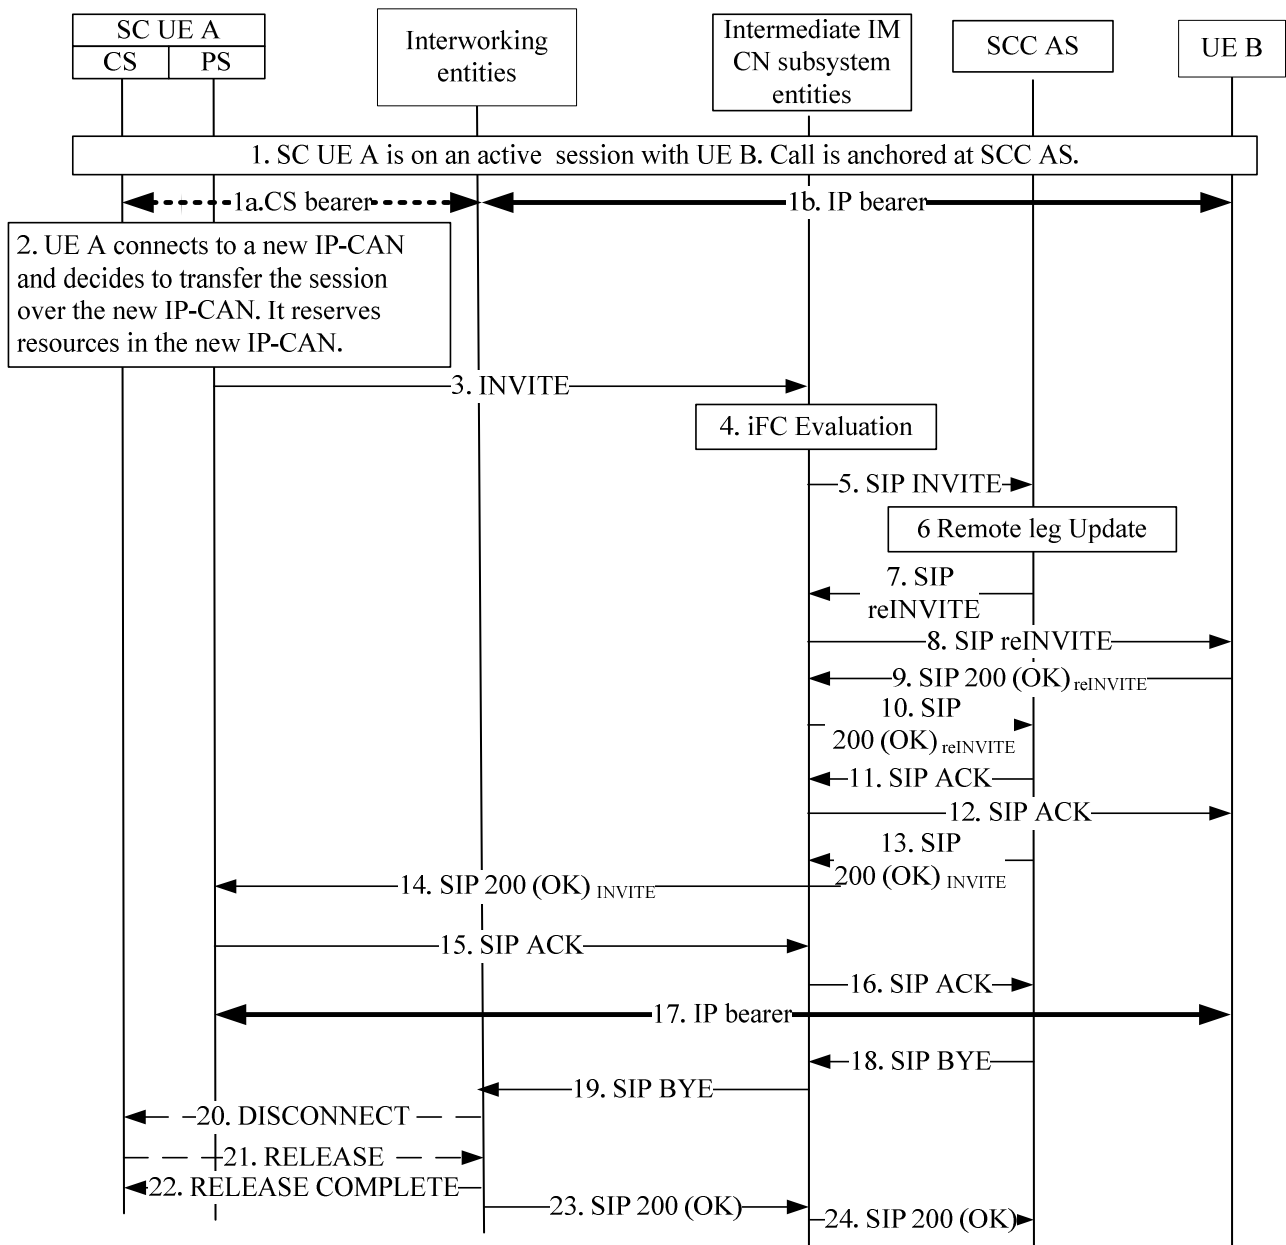 SC UE A
CS
PS
Interworking
entities
Intermediate IM
CN subsystem
entities
SCC AS
UE B
1. SC UE A is on an active session with UE B. Call is anchored at SCC AS.
1a.CS bearer
1b. IP bearer
2. UE A connects to a new IP-CAN
and decides to transfer the session
over the new IP-CAN. It reserves
resources in the new IP-CAN.
3. INVITE
4. iFC Evaluation
5. SIP INVITE
6 Remote leg Update
7. SIP
reINVITE
8. SIP reINVITE
9. SIP 200 (OK) reINVITE
10. SIP
200 (OK) reINVITE
11. SIP ACK
12. SIP ACK
13. SIP
200 (OK) INVITE
14. SIP 200 (OK) INVITE
15. SIP ACK
16. SIP ACK
17. IP bearer
18. SIP BYE
19. SIP BYE
20. DISCONNECT
21. RELEASE
22. RELEASE COMPLETE
23. SIP 200 (OK)
24. SIP 200 (OK)